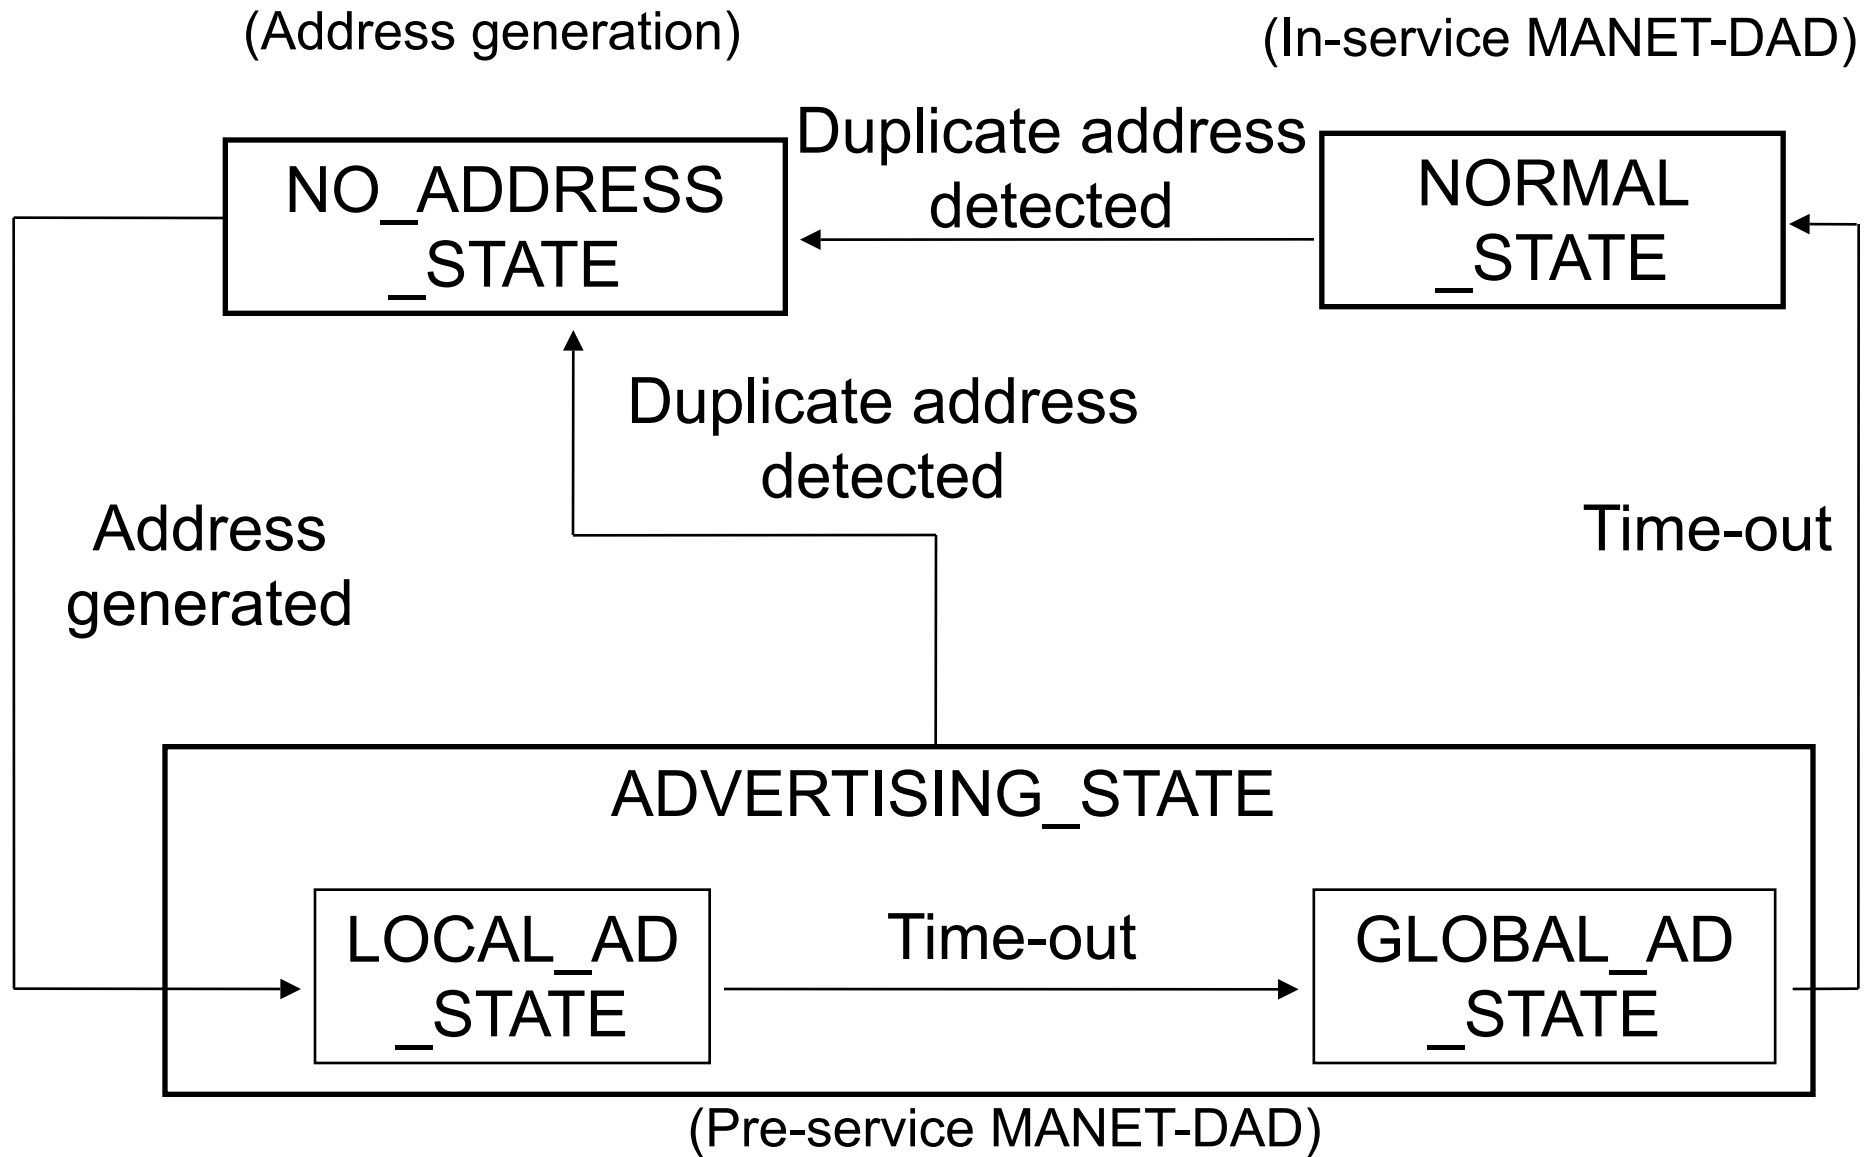 (Address generation)
(In-service MANET-DAD)
NO_ADDRESS
_STATE
Duplicate address
detected
NORMAL
_STATE
Duplicate address
detected
Address
generated
Time-out
ADVERTISING_STATE
LOCAL_AD
_STATE
Time-out
GLOBAL_AD
_STATE
(Pre-service MANET-DAD)